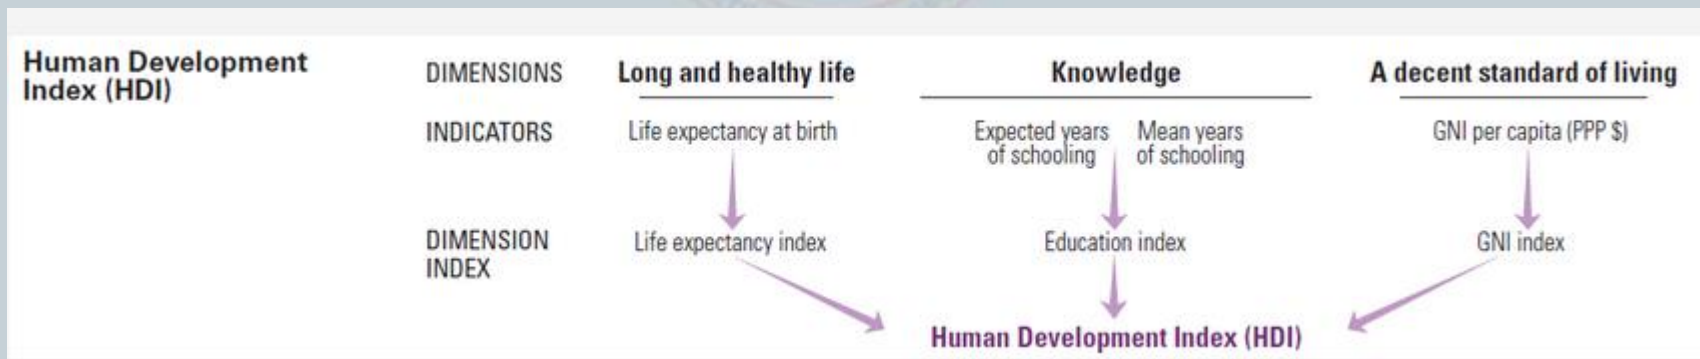 Human Development
Index (HDI)
DIMENSIONS
Long and healthy life
Knowledge
A decent standard of living
INDICATORS
Life expectancy at birth
Expected years
of schooling
Mean years
of schooling
GNI per capita (PPP $)
DIMENSION
INDEX
Life expectancy index
Education index
GNI index
Human Development Index (HDI)